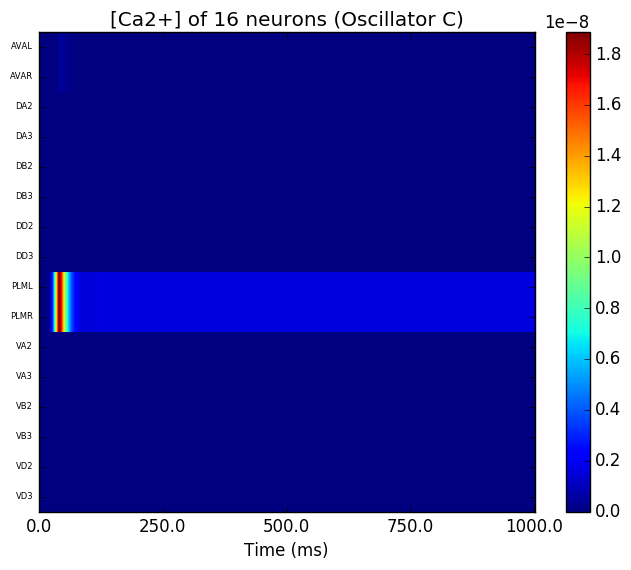 [Ca2+] of 16 neurons (Oscillator C)
1e−8
AVAL
AVAR
DA2
DA3
DB2
DB3
DD2
DD3
PLML
PLMR
VA2
VA3
VB2
VB3
VD2
VD3
1.8
1.6
1.4
1.2
1.0
0.8
0.6
0.4
0.2
0.0
0.0 250.0 500.0 750.0 1000.0
Time (ms)